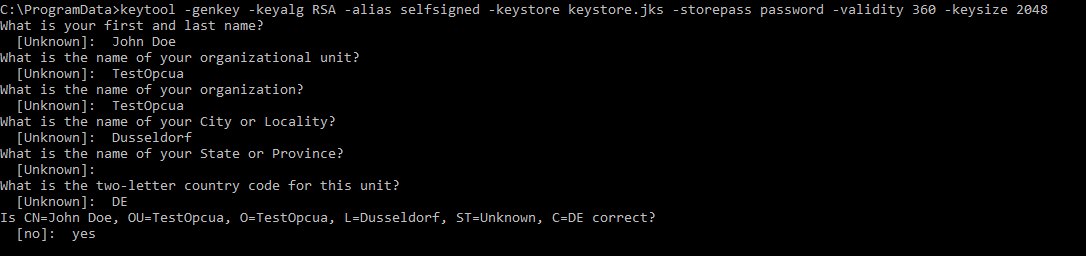 C:\ProgramData>keytool -genkey -keyalg RSA -alias selfsigned -keystore keystore.jks -storepass password -validity 360 -keysize 2048
What is your first and last name?
  [Unknown]:  John Doe
What is the name of your organizational unit?
  [Unknown]:  TestOpcua
What is the name of your organization?
  [Unknown]:  TestOpcua
What is the name of your City or Locality?
  [Unknown]:  Dusseldorf
What is the name of your State or Province?
  [Unknown]:
What is the two-letter country code for this unit?
  [Unknown]:  DE
Is CN=John Doe, OU=TestOpcua, O=TestOpcua, L=Dusseldorf, ST=Unknown, C=DE correct?
  [no]:  yes